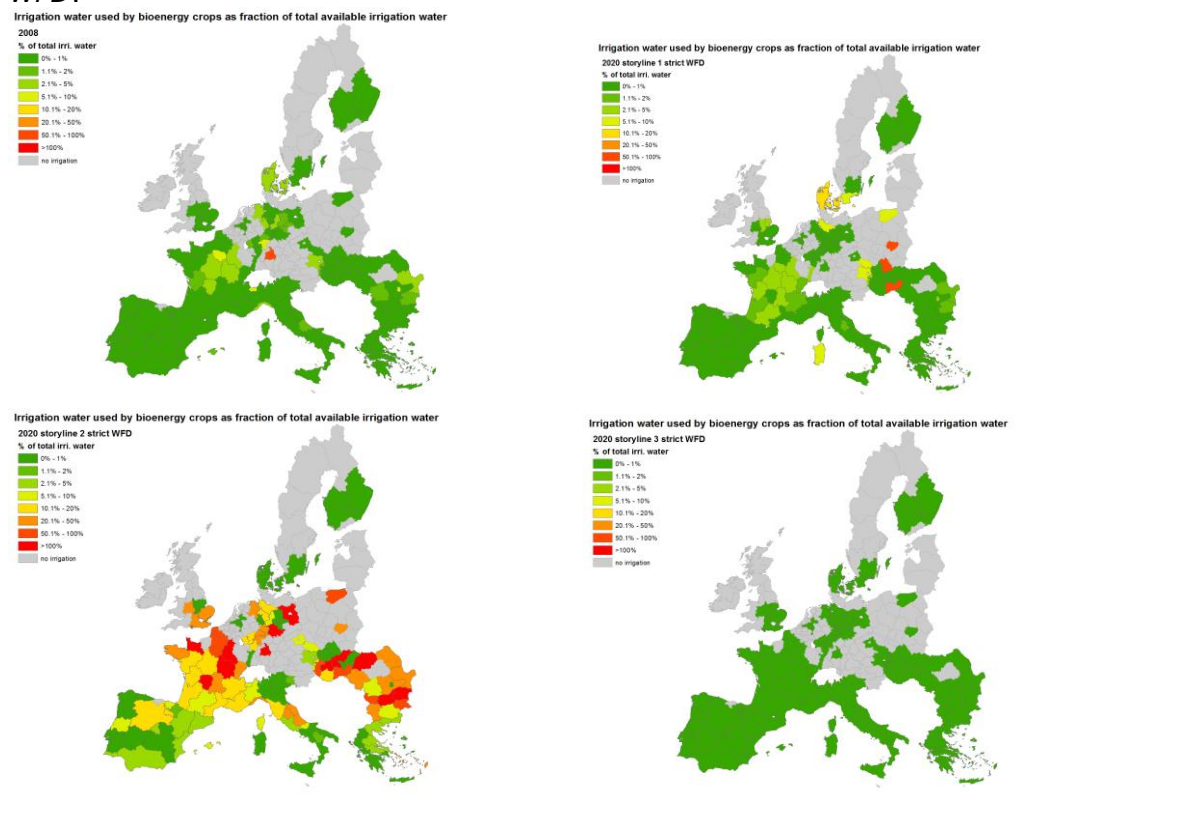 WFD.
Irrigation water used by bioenergy crops as fraction of total available irrigation water
2008
% of total irri. water
0% - 1%
1.1% - 2%
2.1% - 5%
5.1% - 10%
10.1% - 20%
20.1% - 50%
50.1% - 100%
>100%
no irrigation
Irrigation water used by bioenergy crops as fraction of total available irrigation water
2020 storyline 1 strict WFD
% of total irri. water
0% - 1%
1.1% - 2%
2.1% - 5%
5.1% - 10%
10.1% - 20%
20.1% - 50%
50.1% - 100%
>100%
no irrigation
Irrigation water used by bioenergy crops as fraction of total available irrigation water
2020 storyline 2 strict WFD
% of total irri. water
0% - 1%
1.1% - 2%
2.1% - 5%
5.1% - 10%
10.1% - 20%
20.1% - 50%
50.1% - 100%
>100%
no irrigation
Irrigation water used by bioenergy crops as fraction of total available irrigation water
2020 storyline 3 strict WFD
% of total irri. water
0% - 1%
1.1% - 2%
2.1% - 5%
5.1% - 10%
10.1% - 20%
20.1% - 50%
50.1% - 100%
>100%
no irrigation